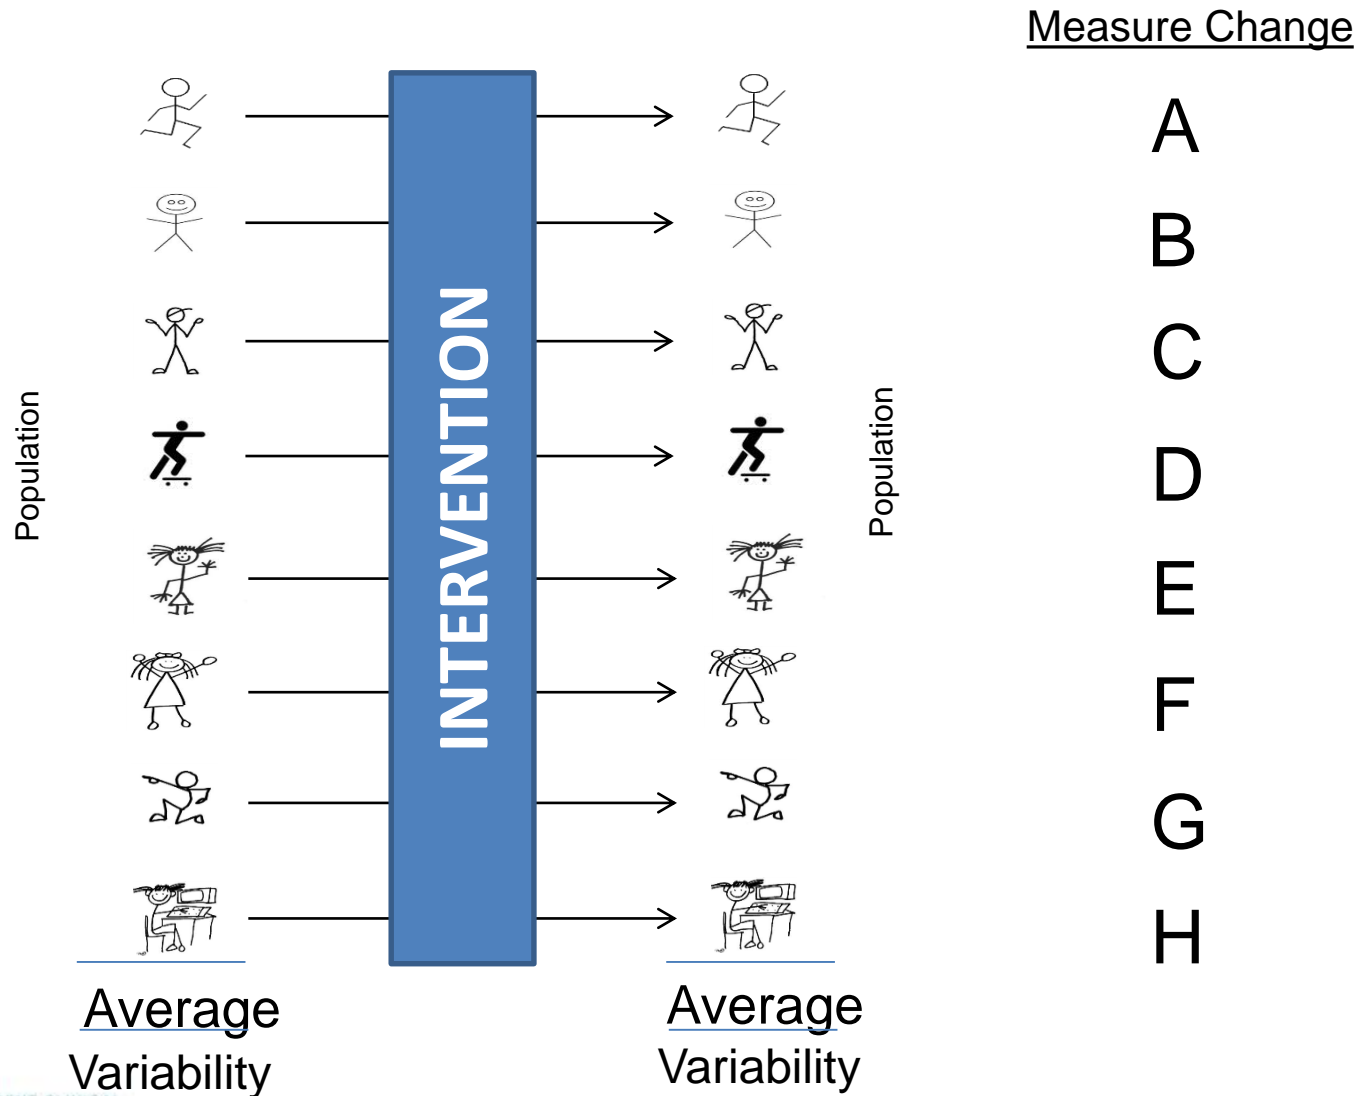 Measure Change
A
B
C
D
E
F
G
H
Population
INTERVENTION
Population
Average
Variability
Average
Variability